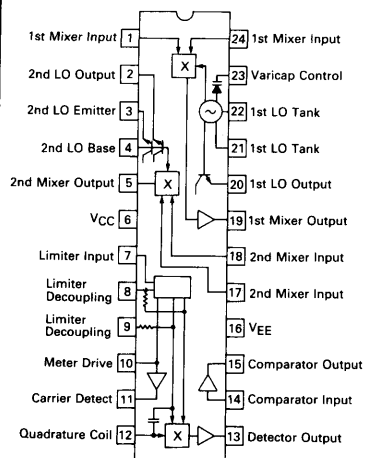 1st Mixer Input 1
24 1st Mixer Input
X
2nd LO Output 2
23 Varicap Control
2nd LO Emitter 3
22 1st LO Tank
2nd LO Base 4
21 1st LO Tank
2nd Mixer Output 5
X
20 1st LO Output
VCC 6
19 1st Mixer Output
Limiter Input 7
18 2nd Mixer Input
Limiter
Decoupling 8
17 2nd Mixer Input
Limiter
Decoupling 9
16 VEE
Meter Drive 10
15 Comparator Output
Carrier Detect 11
14 Comparator Input
Quadrature Coil 12
X
13 Detector Output